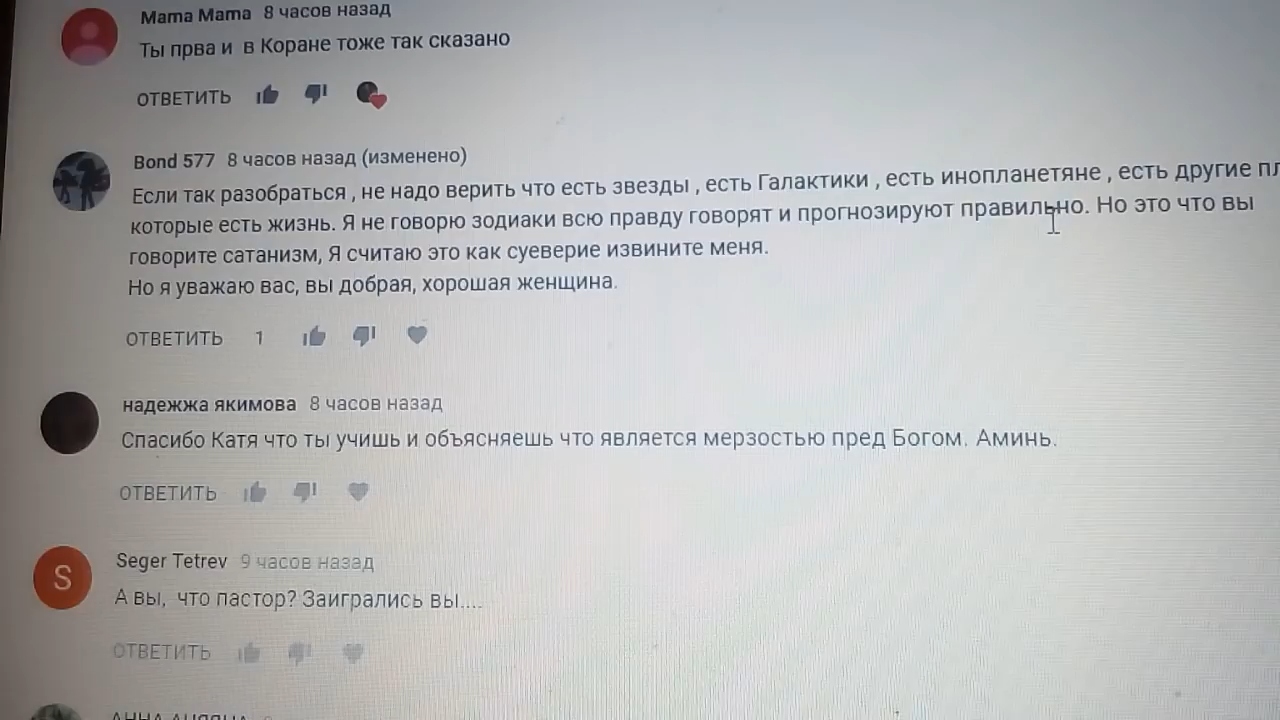 Mama Mama 8 часов назад
Ты прва и в Коране тоже так сказано
ОТВЕТИТЬ
Bond 577 8 часов назад (изменено)
Если так разобраться , не надо верить что есть звезды , есть Галактики , есть инопланетяне , есть другие
которые есть жизнь. Я не говорю зодиаки всю правду говорят и прогнозируют правильно. Но это что вы
говорите сатанизм, Я считаю это как суеверие извините меня.
Но я уважаю вас, вы добрая, хорошая женщина.
ОТВЕТИТЬ 1
надежжа якимова 8 часов назад
Спасибо Катя что ты учишь и объясняешь что является мерзостью пред Богом. Аминь.
ОТВЕТИТЬ
S
Seger Tetrev 9 часов назад
А вы, что пастор? Заигрались вы....
ОТВЕТИТЬ